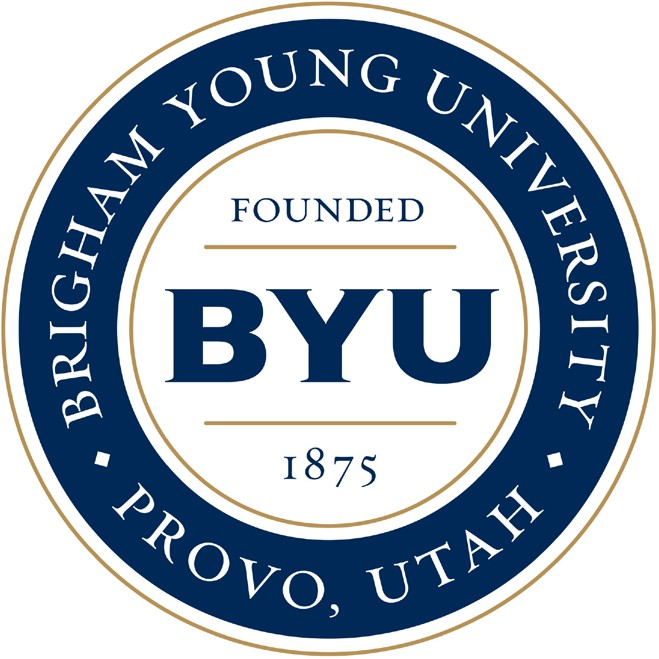 BRIGHAM YOUNG UNIVERSITY
FOUNDED
BYU
1875
PROVO, UTAH